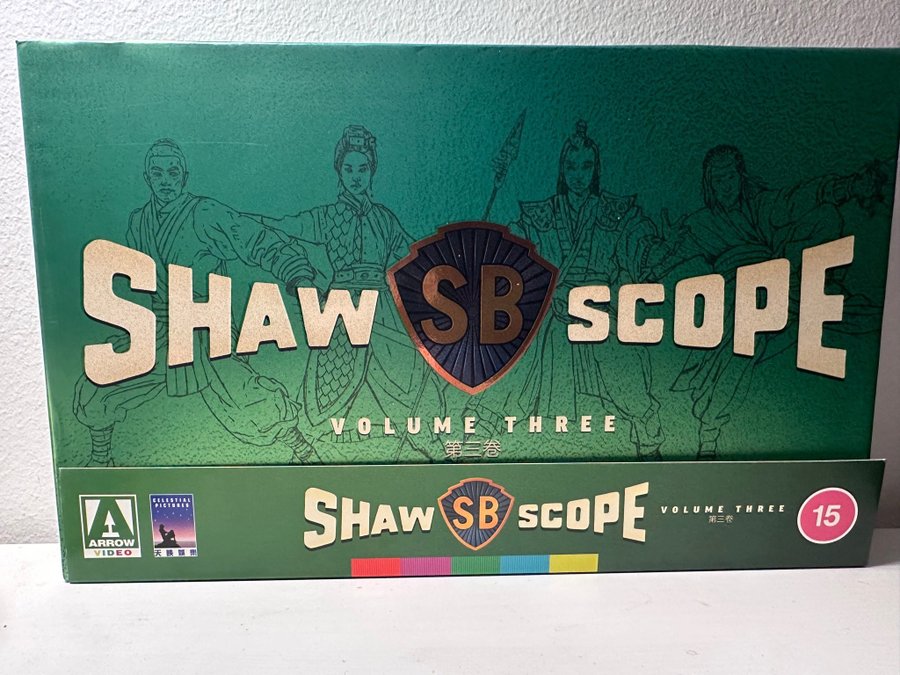 SHAW SB SCOPE
VOLUME THREE
第三卷
ARROW
VIDEO
CELESTIAL
PICTURES
天映娛樂
SHAW SB SCOPE
VOLUME THREE
第三卷
15